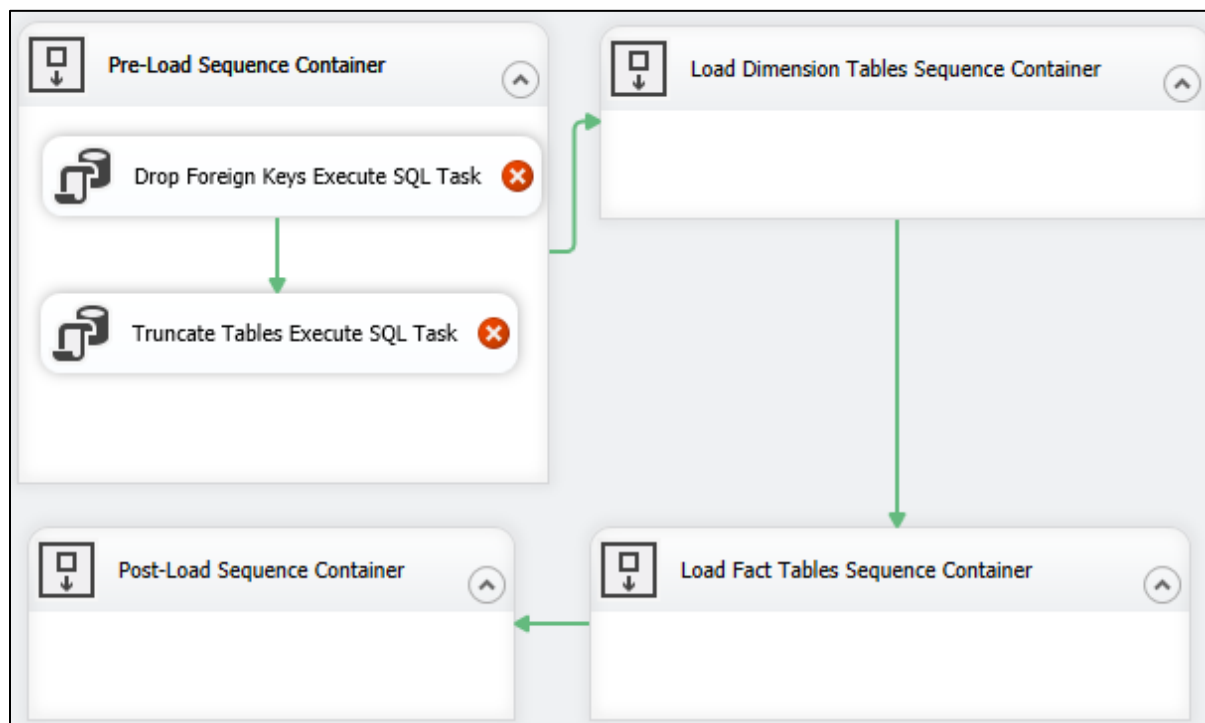 Pre-Load Sequence Container
Drop Foreign Keys Execute SQL Task
Truncate Tables Execute SQL Task
Load Dimension Tables Sequence Container
Load Fact Tables Sequence Container
Post-Load Sequence Container